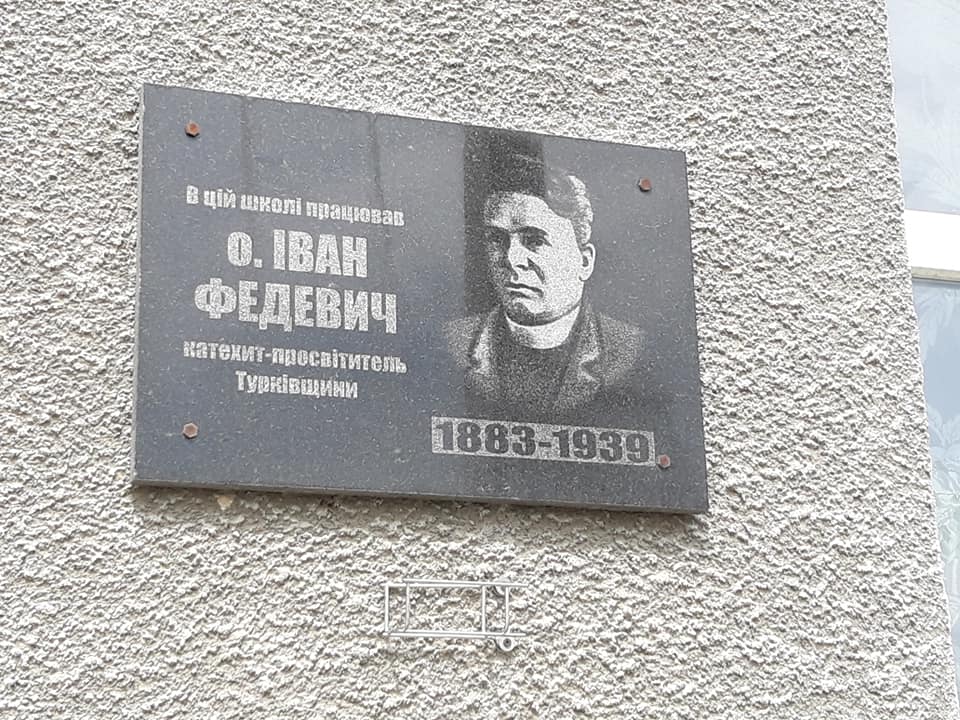 В цій школі працював
о. ІВАН
ФЕДЕВИЧ
катехит-просвітитель
Турківщини
1883-1939